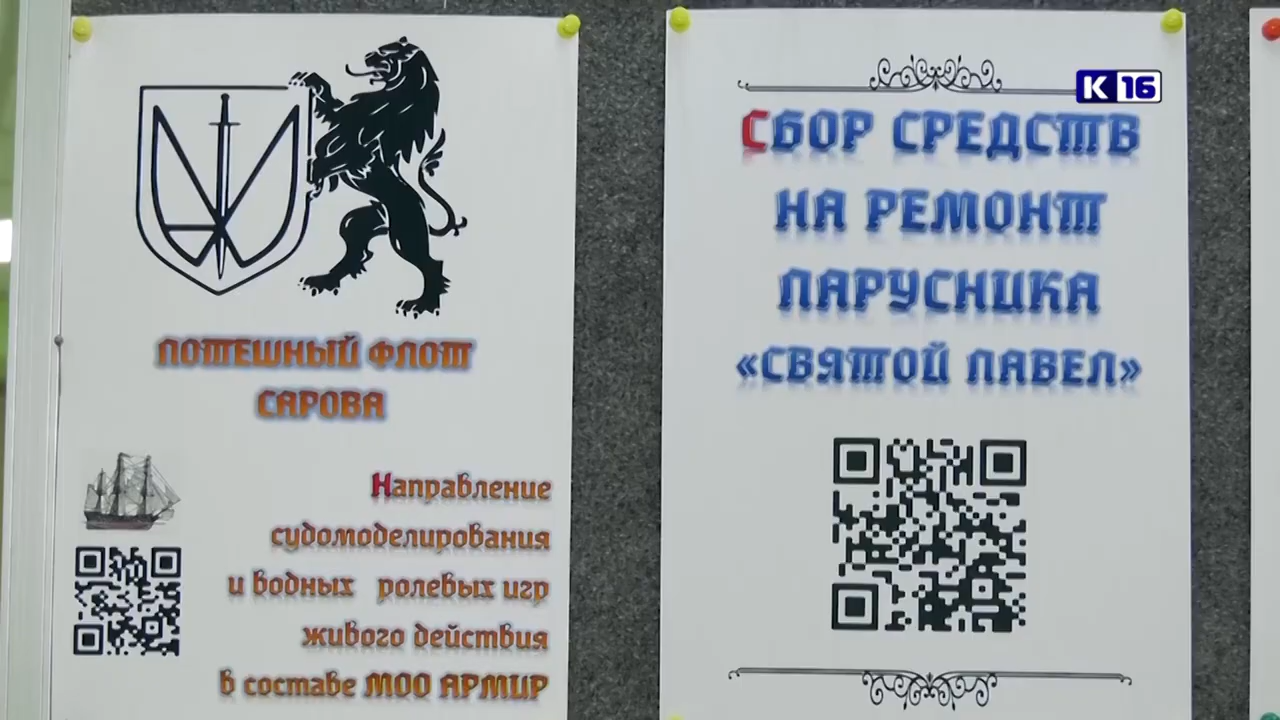 ПОТЕШНЫЙ ФЛОТ
САРОВА
Направление
судомоделирования
и водных ролевых игр
живого действия
в составе МОО АРМИР
К 16
СБОР СРЕДСТВ
НА РЕМОНТ
ПАРУСНИКА
«СВЯТОЙ ПАВЕЛ»